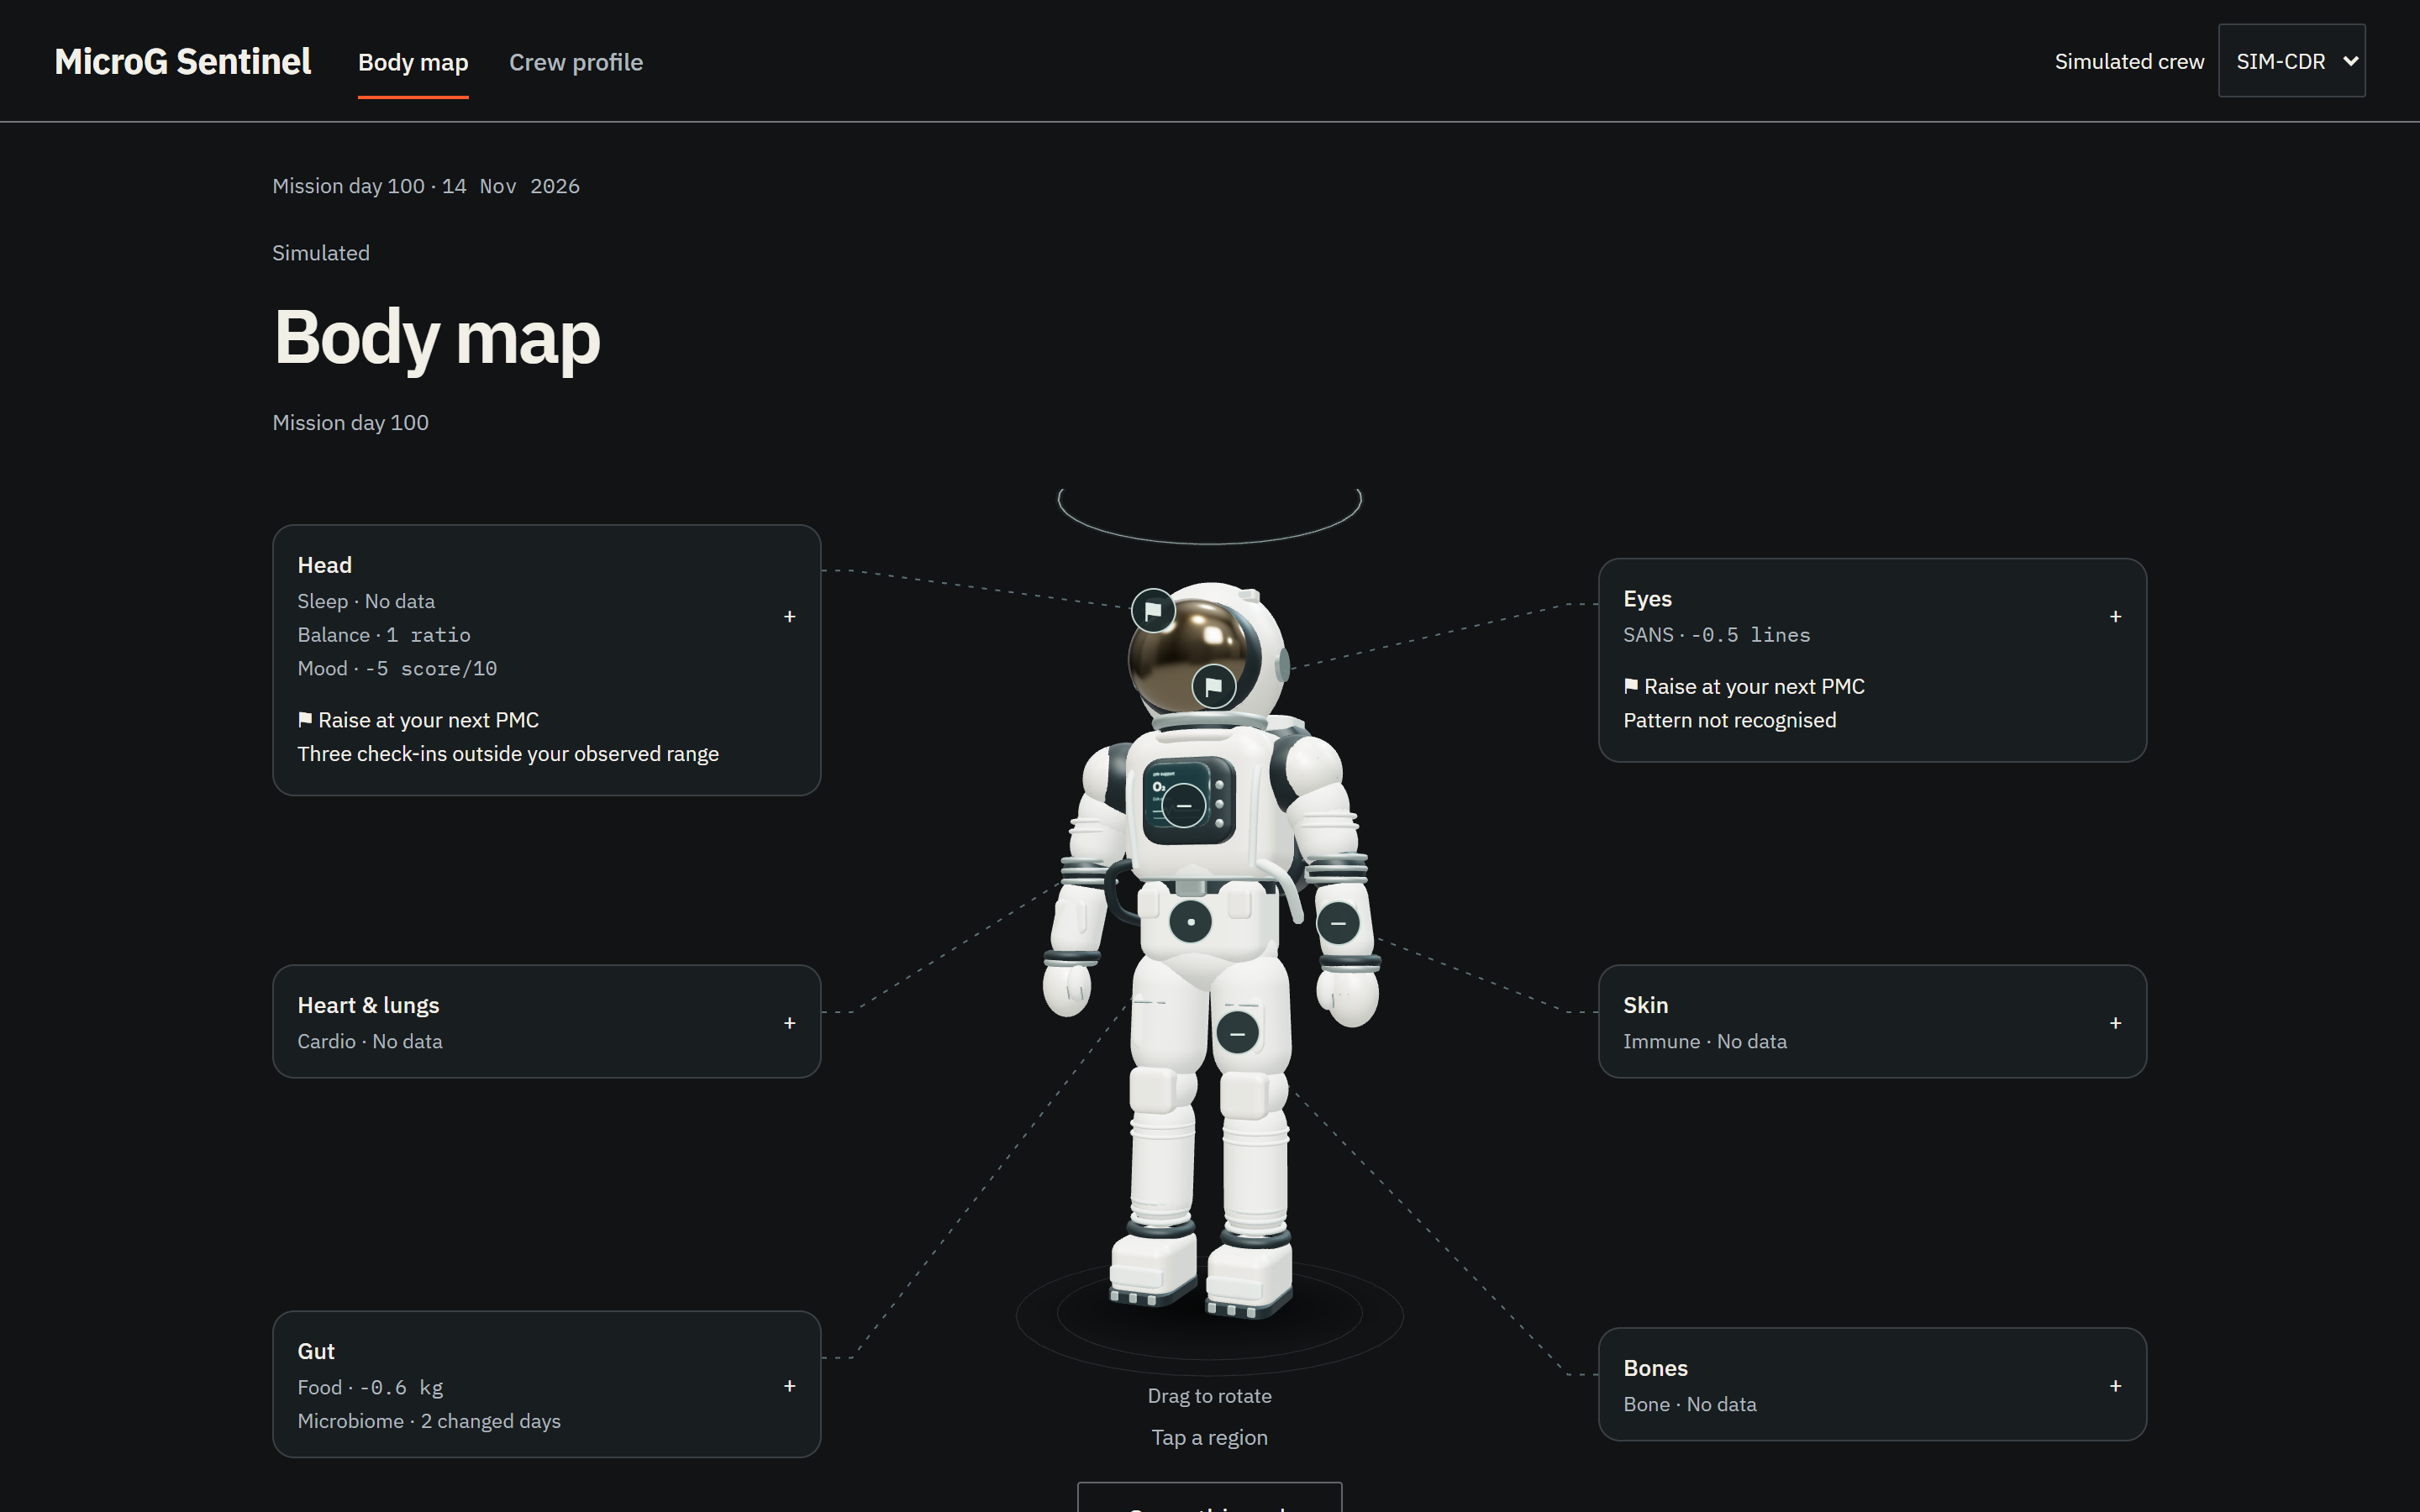 MicroG Sentinel
Body map
Crew profile
Simulated crew
SIM-CDR
Mission day 100 · 14 Nov 2026
Simulated
Body map
Mission day 100
Head
Sleep · No data
Balance · 1 ratio
Mood · -5 score/10
Raise at your next PMC
Three check-ins outside your observed range
+
Eyes
SANS · -0.5 lines
Raise at your next PMC
Pattern not recognised
+
Heart & lungs
Cardio · No data
+
Skin
Immune · No data
+
Gut
Food · -0.6 kg
Microbiome · 2 changed days
+
Bones
Bone · No data
+
Drag to rotate
Tap a region